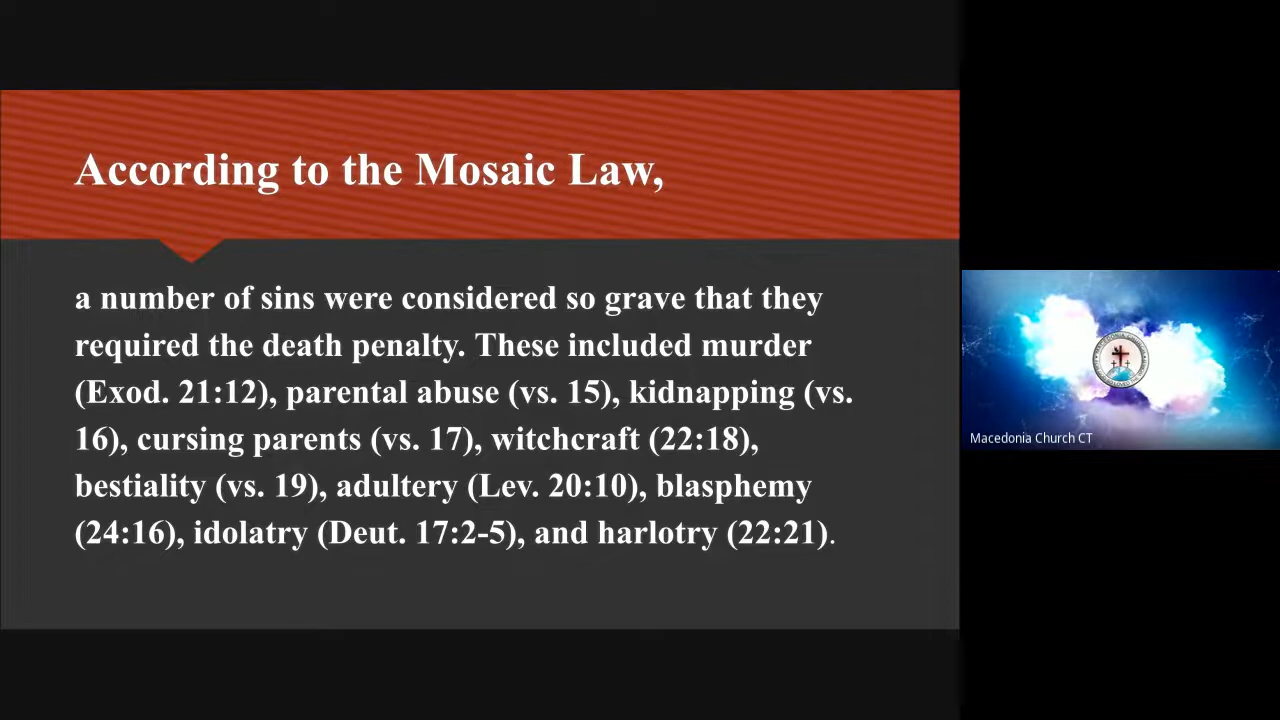 According to the Mosaic Law,
a number of sins were considered so grave that they
required the death penalty. These included murder
(Exod. 21:12), parental abuse (vs. 15), kidnapping (vs.
16), cursing parents (vs. 17), witchcraft (22:18),
bestiality (vs. 19), adultery (Lev. 20:10), blasphemy
(24:16), idolatry (Deut. 17:2-5), and harlotry (22:21).
Macedonia Church CT